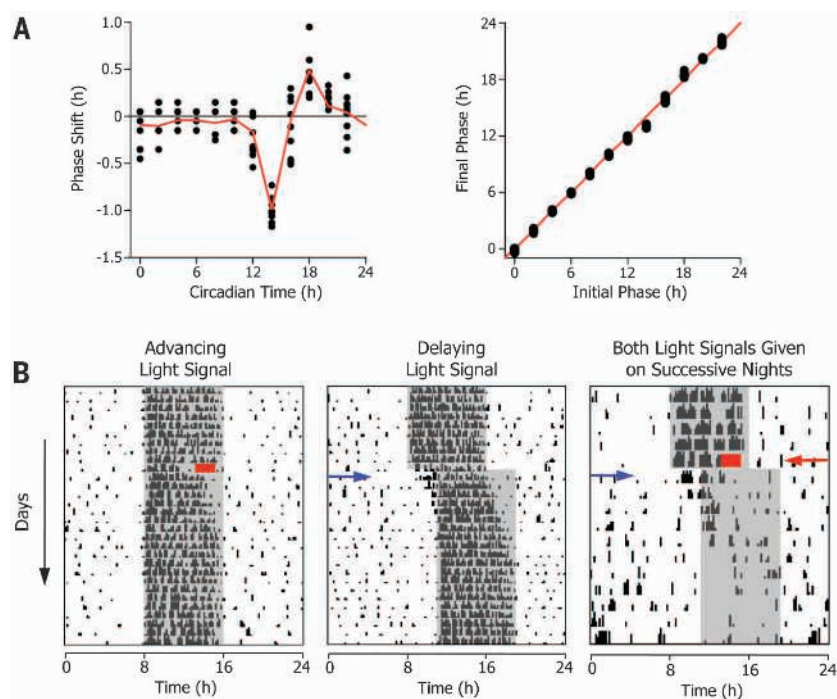 A
1.0
0.5
0
-0.5
-1.0
-1.5
Phase Shift (h)
0 6 12 18 24
Circadian Time (h)
24
18
12
6
0
Final Phase (h)
0 6 12 18 24
Initial Phase (h)
B
Advancing
Light Signal
Delaying
Light Signal
Both Light Signals Given
on Successive Nights
Days
0 8 16 24
Time (h)
0 8 16 24
Time (h)
0 8 16 24
Time (h)